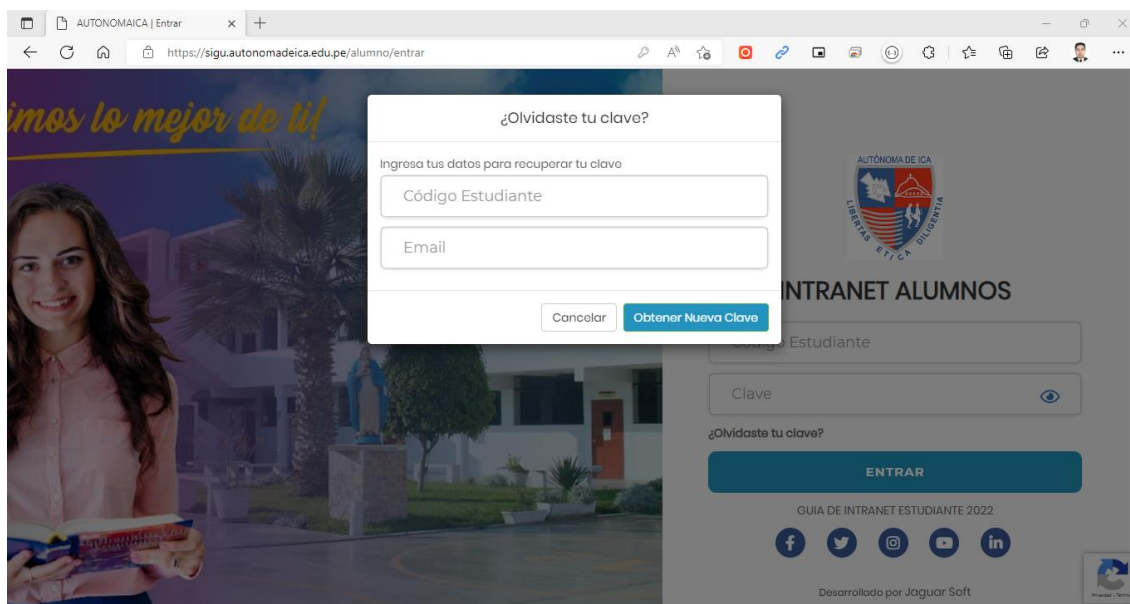 AUTONOMAICA | Entrar
https://sigu.autonomadeica.edu.pe/alumno/entrar
imos lo mejor de ti!
¿Olvidaste tu clave?
Ingresa tus datos para recuperar tu clave
Código Estudiante
Email
Cancelar
Obtener Nueva Clave
AUTÓNOMA DE ICA
LIBERTAS ETICA DILIGENTIA
INTRANET ALUMNOS
Código Estudiante
Clave
¿Olvidaste tu clave?
ENTRAR
GUIA DE INTRANET ESTUDIANTE 2022
Desarrollado por Jaguar Soft